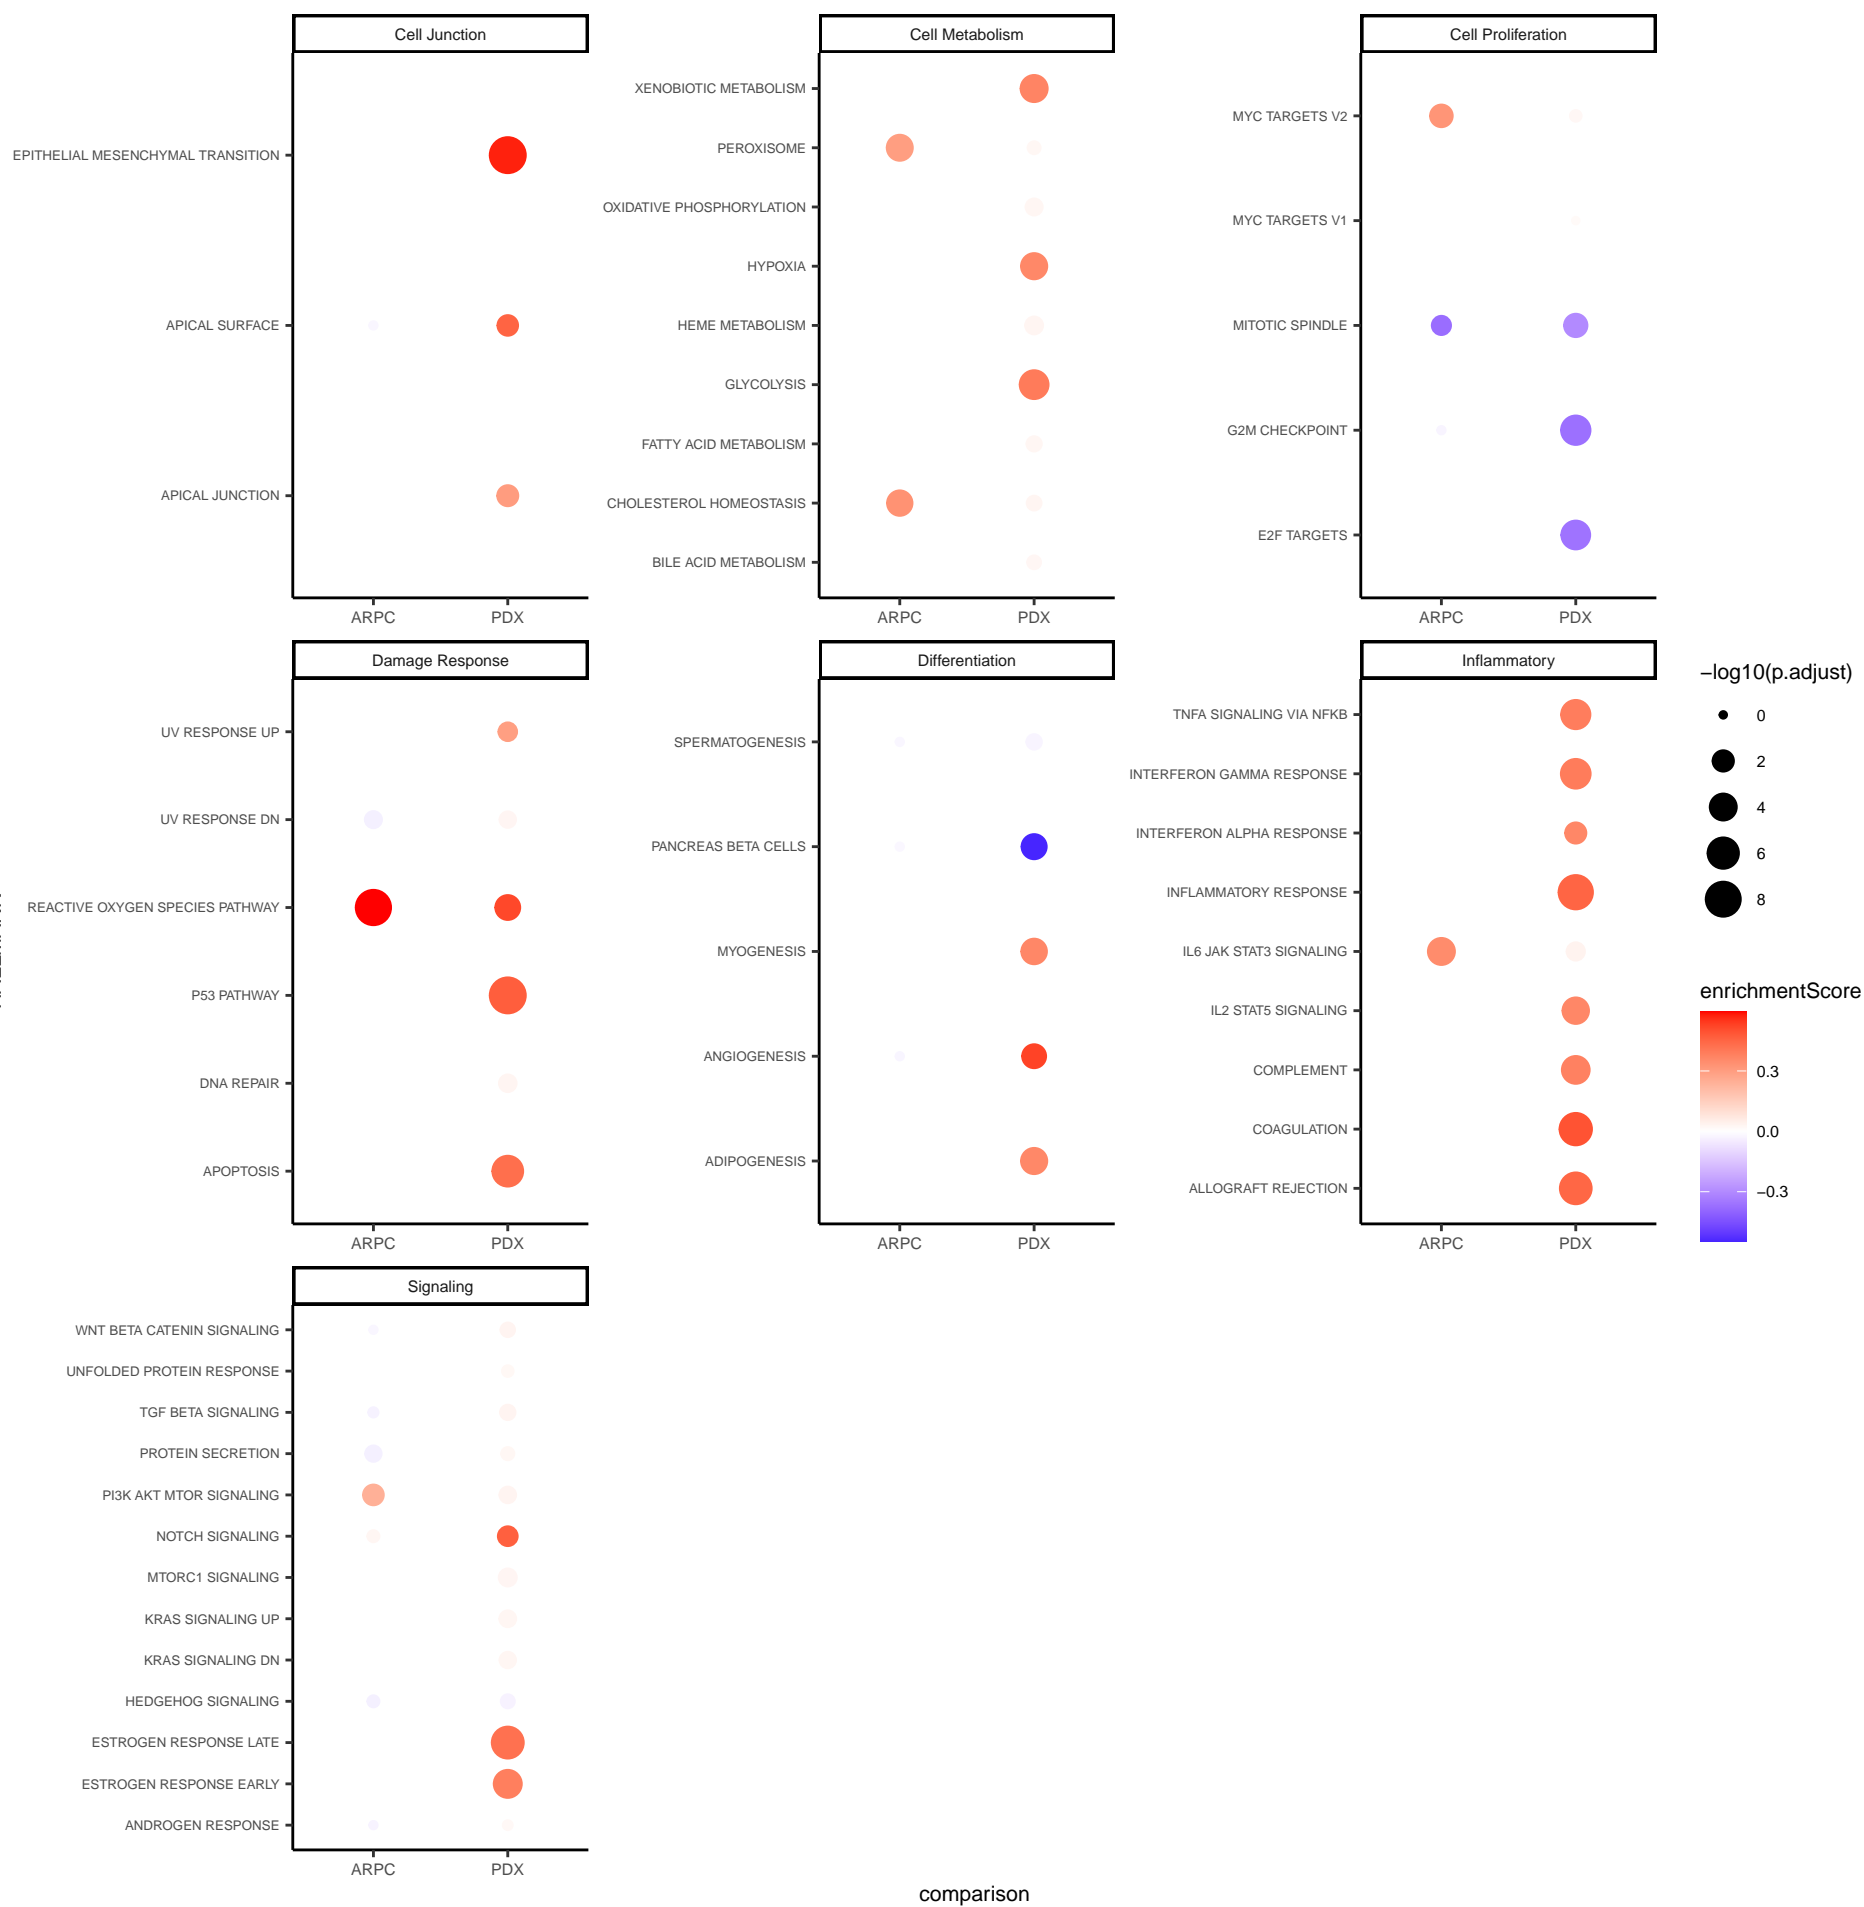 Cell Junction
EPITHELIAL MESENCHYMAL TRANSITION
APICAL SURFACE
APICAL JUNCTION
ARPC PDX
Cell Metabolism
XENOBIOTIC METABOLISM
PEROXISOME
OXIDATIVE PHOSPHORYLATION
HYPOXIA
HEME METABOLISM
GLYCOLYSIS
FATTY ACID METABOLISM
CHOLESTEROL HOMEOSTASIS
BILE ACID METABOLISM
ARPC PDX
Cell Proliferation
MYC TARGETS V2
MYC TARGETS V1
MITOTIC SPINDLE
G2M CHECKPOINT
E2F TARGETS
ARPC PDX
Damage Response
UV RESPONSE UP
UV RESPONSE DN
REACTIVE OXYGEN SPECIES PATHWAY
P53 PATHWAY
DNA REPAIR
APOPTOSIS
ARPC PDX
Differentiation
SPERMATOGENESIS
PANCREAS BETA CELLS
MYOGENESIS
ANGIOGENESIS
ADIPOGENESIS
ARPC PDX
Inflammatory
TNFA SIGNALING VIA NFKB
INTERFERON GAMMA RESPONSE
INTERFERON ALPHA RESPONSE
INFLAMMATORY RESPONSE
IL6 JAK STAT3 SIGNALING
IL2 STAT5 SIGNALING
COMPLEMENT
COAGULATION
ALLOGRAFT REJECTION
ARPC PDX
Signaling
WNT BETA CATENIN SIGNALING
UNFOLDED PROTEIN RESPONSE
TGF BETA SIGNALING
PROTEIN SECRETION
PI3K AKT MTOR SIGNALING
NOTCH SIGNALING
MTORC1 SIGNALING
KRAS SIGNALING UP
KRAS SIGNALING DN
HEDGEHOG SIGNALING
ESTROGEN RESPONSE LATE
ESTROGEN RESPONSE EARLY
ANDROGEN RESPONSE
ARPC PDX
comparison
−log10(p.adjust)
0
2
4
6
8
enrichmentScore
0.3
0.0
−0.3